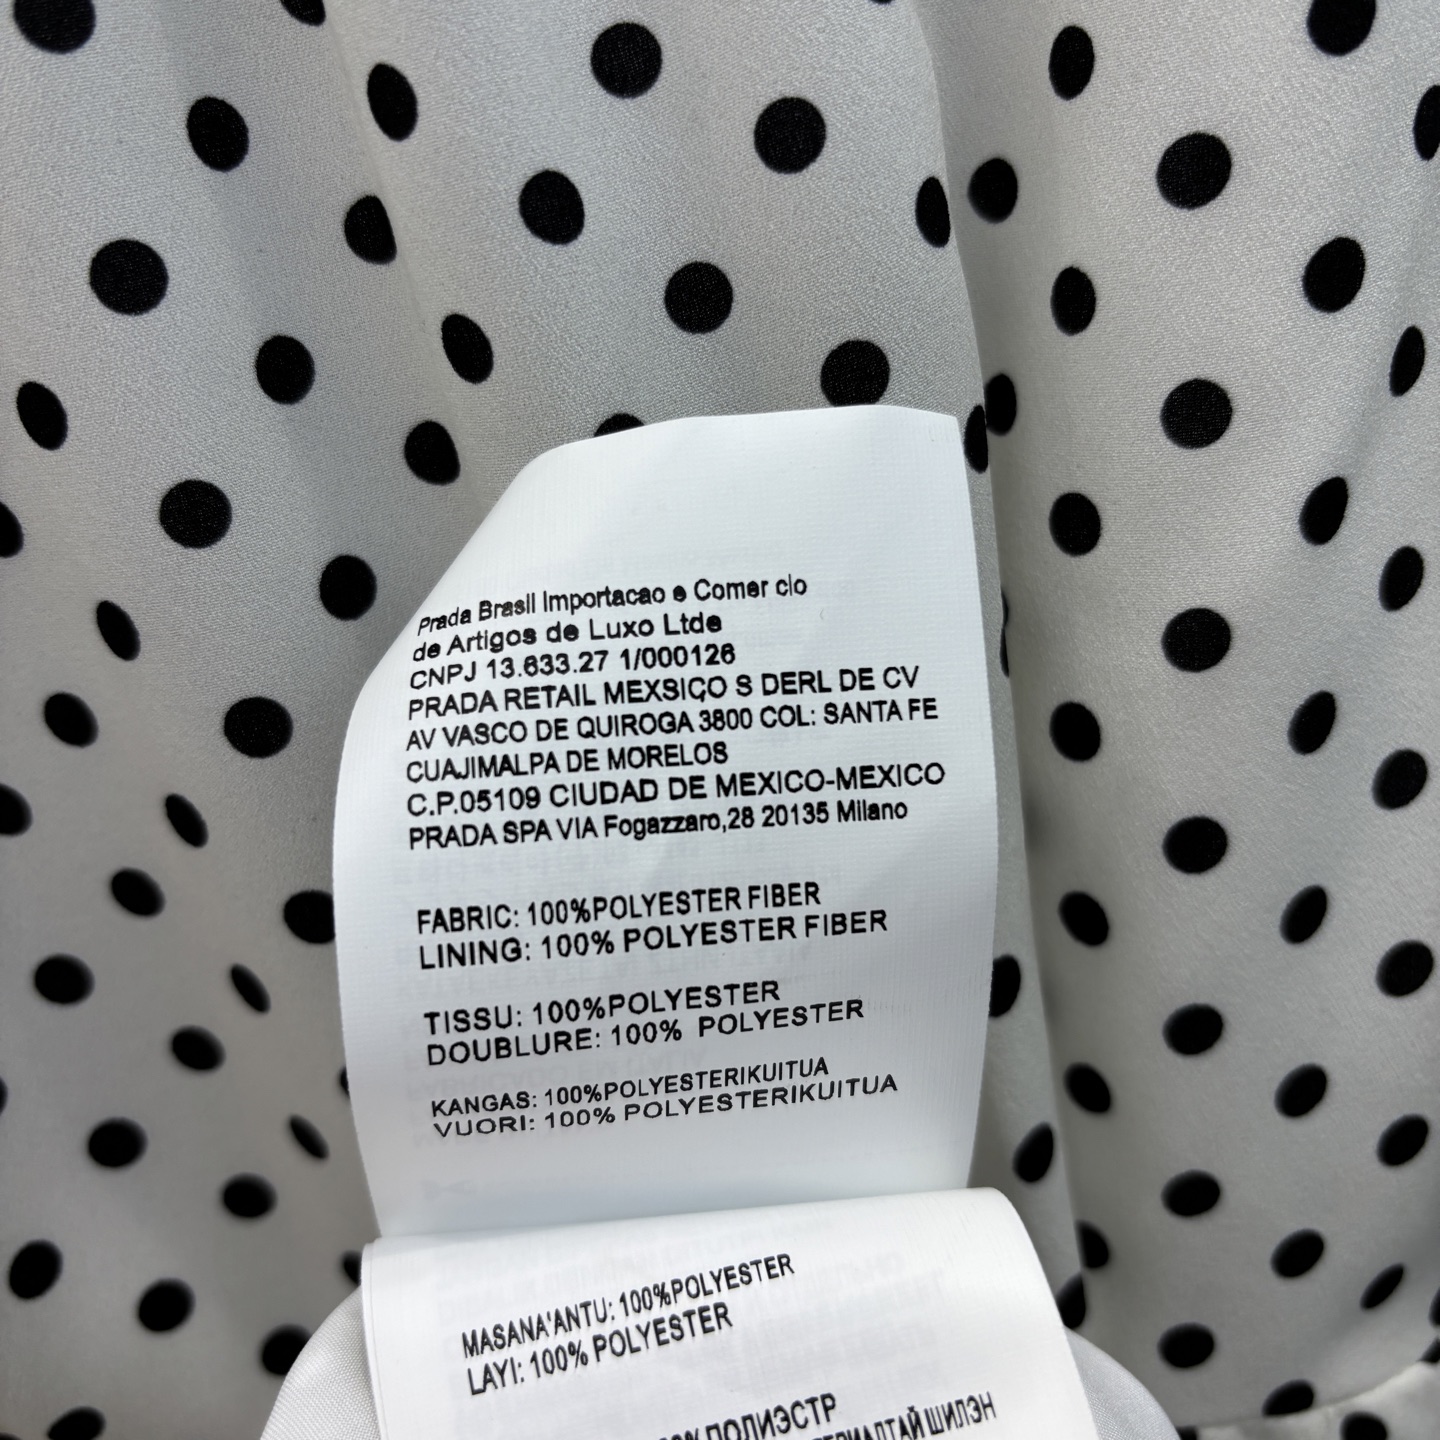 Prada Brasil Importacao e Comer cio
de Artigos de Luxo Ltde
CNPJ 13.633.27 1/000126
PRADA RETAIL MEXSIÇO S DERL DE CV
AV VASCO DE QUIROGA 3800 COL: SANTA FE
CUAJIMALPA DE MORELOS
C.P.05109 CIUDAD DE MEXICO-MEXICO
PRADA SPA VIA Fogazzaro,28 20135 Milano
FABRIC: 100%POLYESTER FIBER
LINING: 100% POLYESTER FIBER
TISSU: 100%POLYESTER
DOUBLURE: 100% POLYESTER
KANGAS: 100%POLYESTERIKUITUA
VUORI: 100% POLYESTERIKUITUA
MASANA'ANTU: 100%POLYESTER
LAYI: 100% POLYESTER
ПОЛИЭСТР
ШИЛЭН